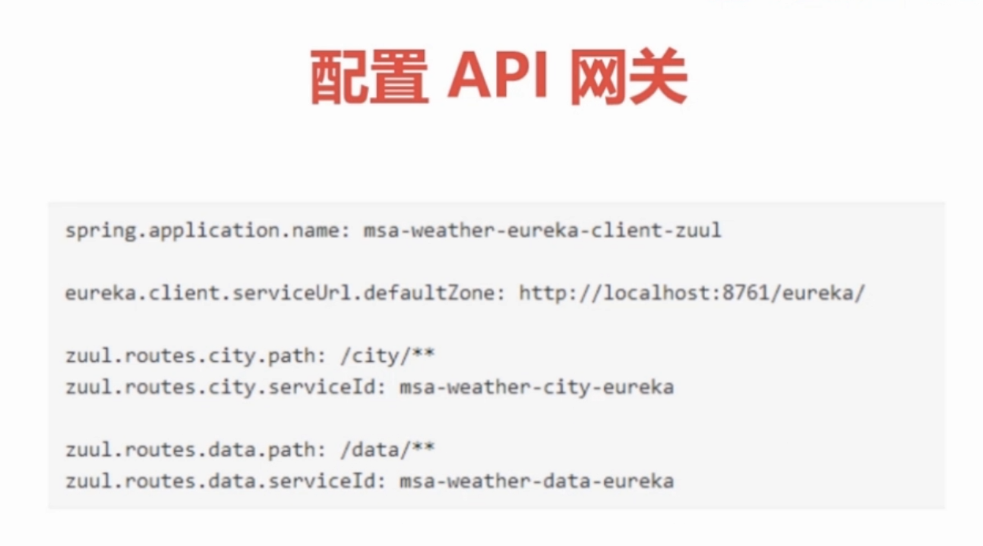 配置 API 网关
spring.application.name: msa-weather-eureka-client-zuul
eureka.client.serviceUrl.defaultZone: http://localhost:8761/eureka/
zuul.routes.city.path: /city/**
zuul.routes.city.serviceId: msa-weather-city-eureka
zuul.routes.data.path: /data/**
zuul.routes.data.serviceId: msa-weather-data-eureka